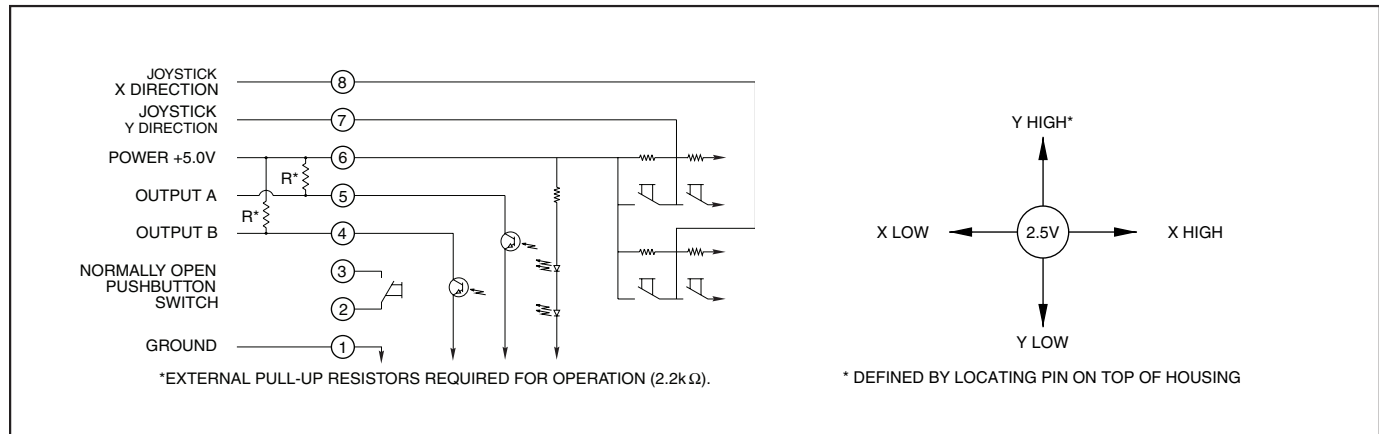 JOYSTICK
X DIRECTION
8
JOYSTICK
Y DIRECTION
7
POWER +5.0V
6
R*
OUTPUT A
5
R*
OUTPUT B
4
NORMALLY OPEN
PUSHBUTTON
SWITCH
3
2
GROUND
1
*EXTERNAL PULL-UP RESISTORS REQUIRED FOR OPERATION (2.2kΩ).
Y HIGH*
X LOW
2.5V
X HIGH
Y LOW
* DEFINED BY LOCATING PIN ON TOP OF HOUSING